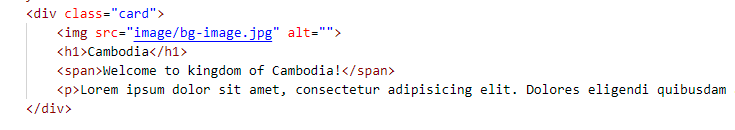 <div class="card">
<img src="image/bg-image.jpg" alt="">
<h1>Cambodia</h1>
<span>Welcome to kingdom of Cambodia!</span>
<p>Lorem ipsum dolor sit amet, consectetur adipisicing elit. Dolores eligendi quibusdam
</div>